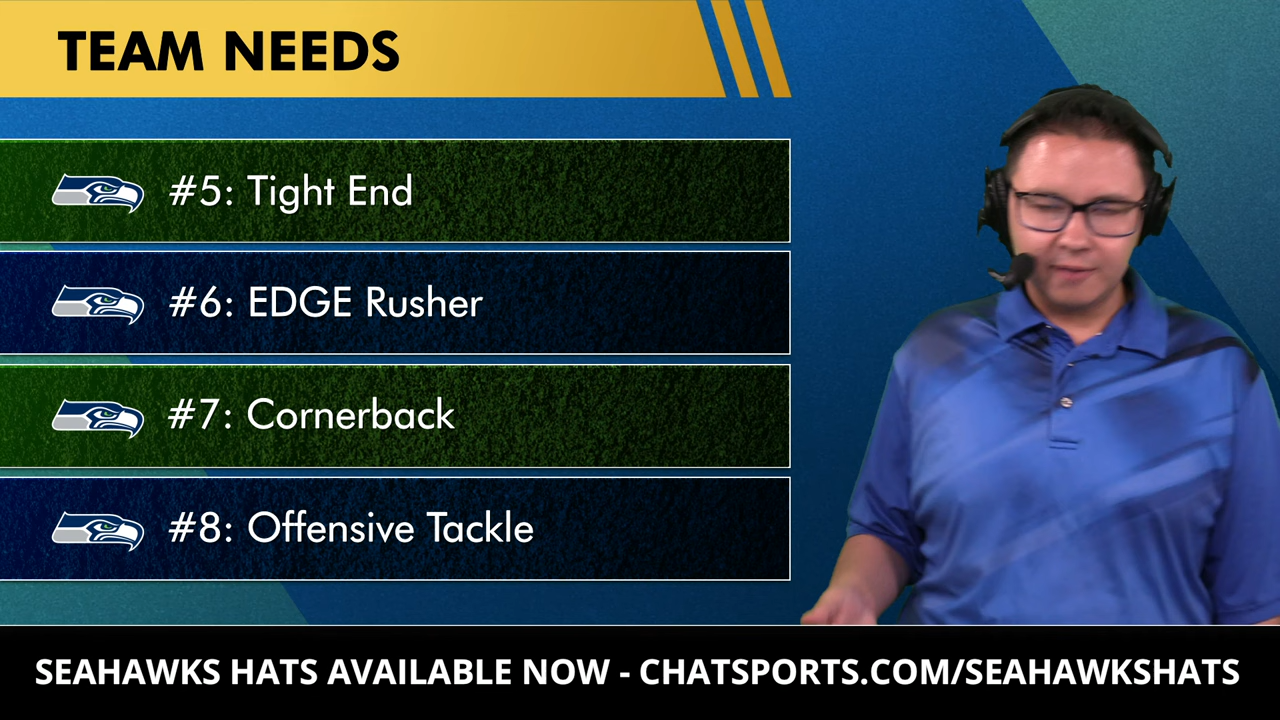 TEAM NEEDS
#5: Tight End
#6: EDGE Rusher
#7: Cornerback
#8: Offensive Tackle
SEAHAWKS HATS AVAILABLE NOW - CHATSPORTS.COM/SEAHAWKSHATS